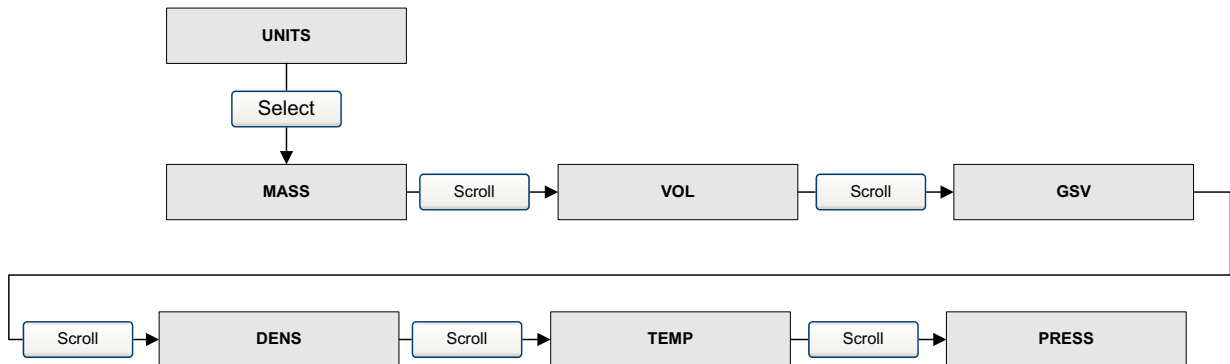 UNITS
Select
MASS Scroll VOL Scroll GSV
Scroll DENS Scroll TEMP Scroll PRESS